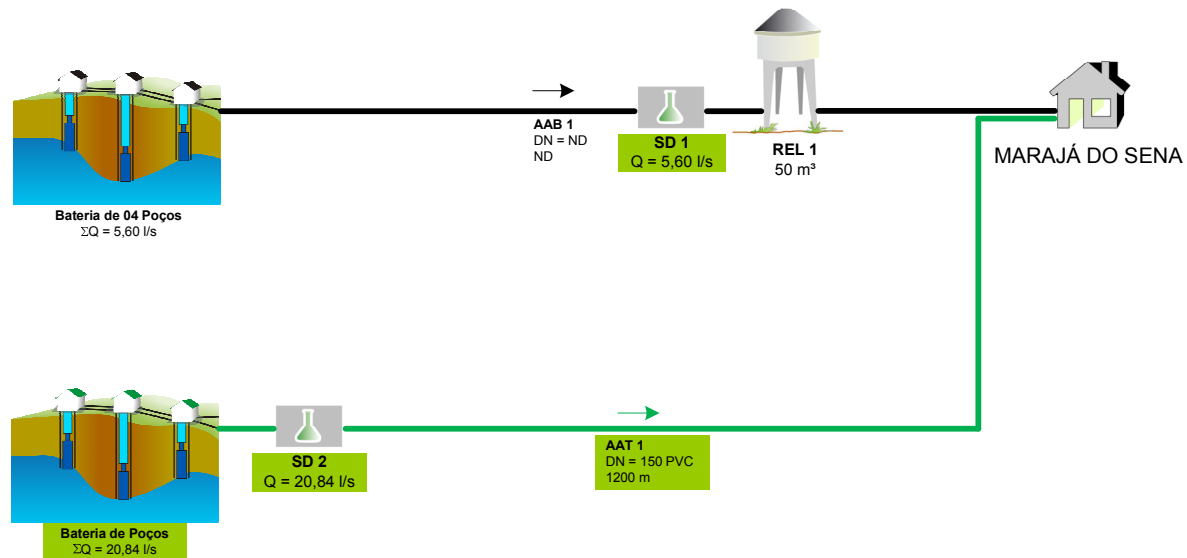 AAB 1
DN = ND
ND
SD 1
Q = 5,60 l/s
REL 1
50 m³
MARAJÁ DO SENA
Bateria de 04 Poços
ΣQ = 5,60 l/s
SD 2
Q = 20,84 l/s
AAT 1
DN = 150 PVC
1200 m
Bateria de Poços
ΣQ = 20,84 l/s